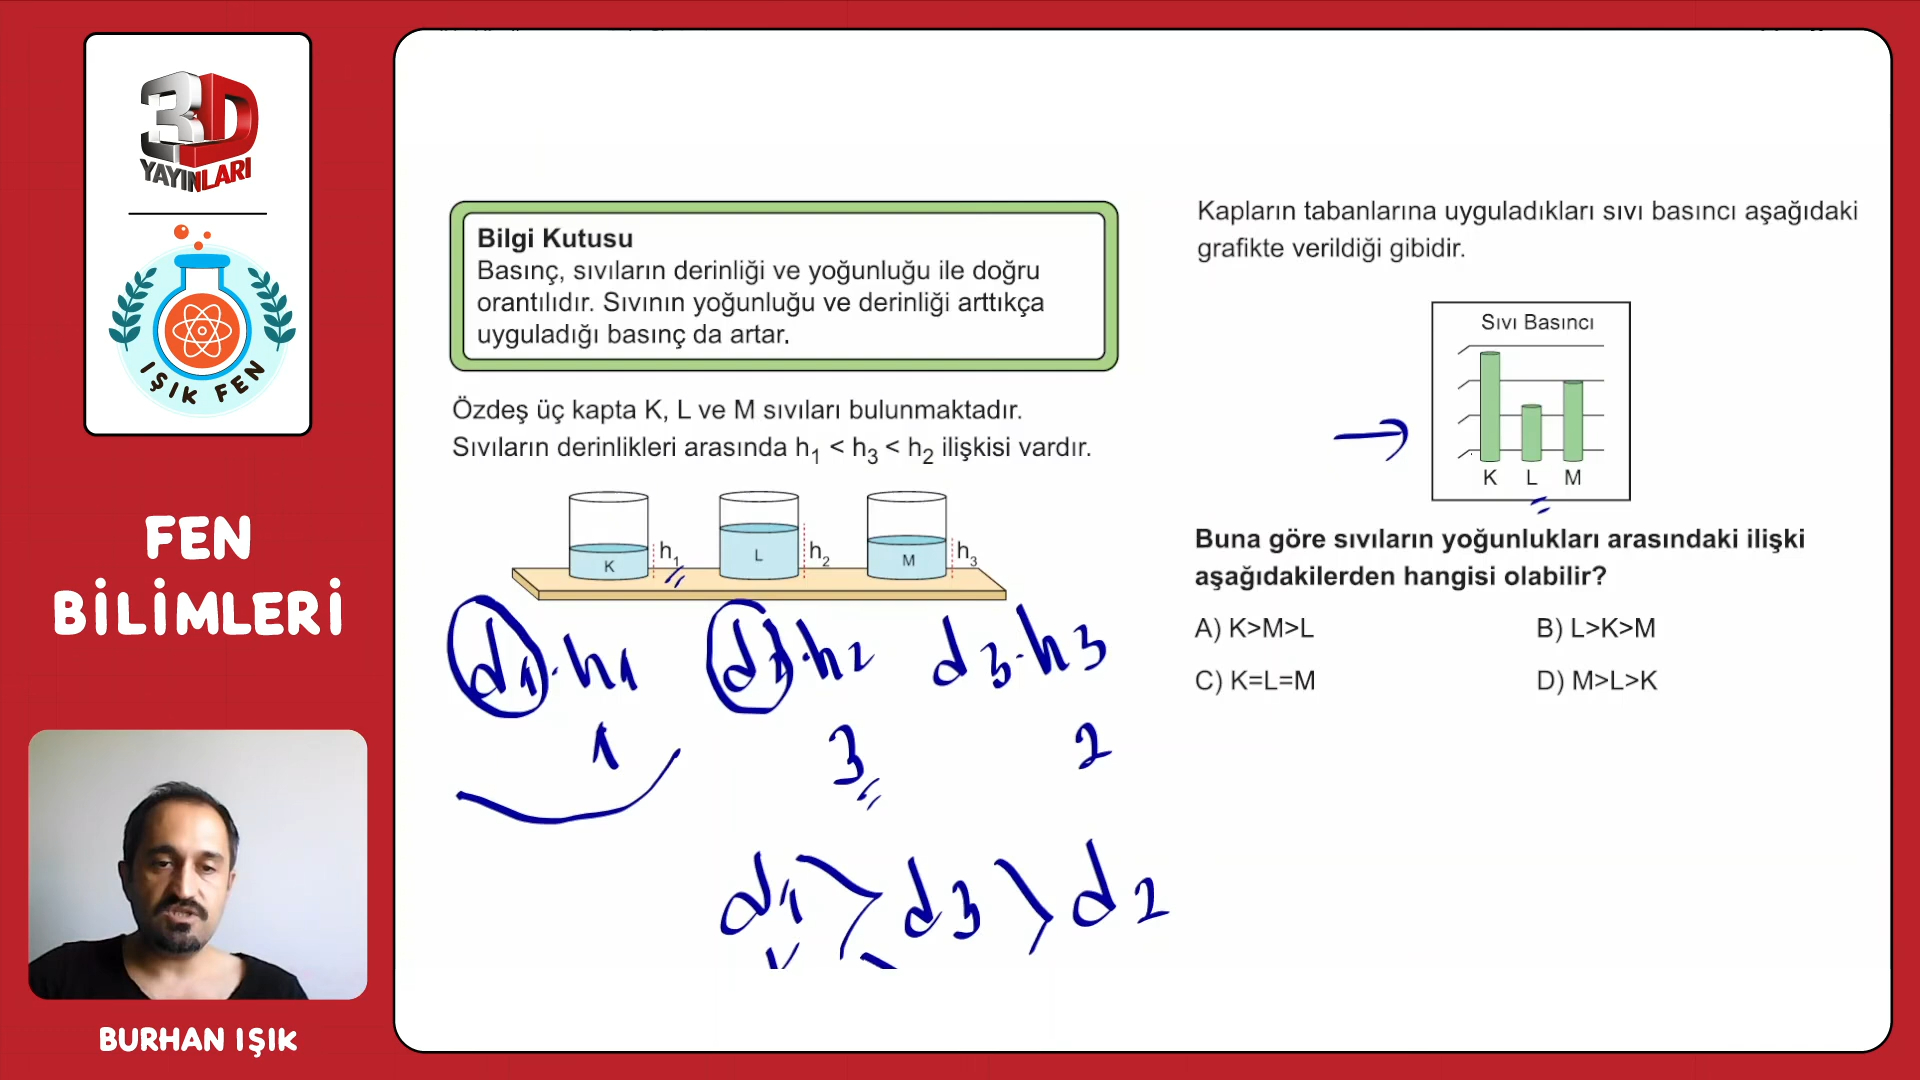 3D
YAYINLARI
IŞIK FEN
FEN
BİLİMLERİ
BURHAN IŞIK
Bilgi Kutusu
Basınç, sıvıların derinliği ve yoğunluğu ile doğru
orantılıdır. Sıvının yoğunluğu ve derinliği arttıkça
uyguladığı basınç da artar.
Özdeş üç kapta K, L ve M sıvıları bulunmaktadır.
Sıvıların derinlikleri arasında h1 < h3 < h2 ilişkisi vardır.
K h1 L h2 M h3
d1.h1 d2.h2 d3.h3
1 3 2
d1 > d3 > d2
K
Kapların tabanlarına uyguladıkları sıvı basıncı aşağıdaki
grafikte verildiği gibidir.
Sıvı Basıncı
K L M
Buna göre sıvıların yoğunlukları arasındaki ilişki
aşağıdakilerden hangisi olabilir?
A) K>M>L B) L>K>M
C) K=L=M D) M>L>K